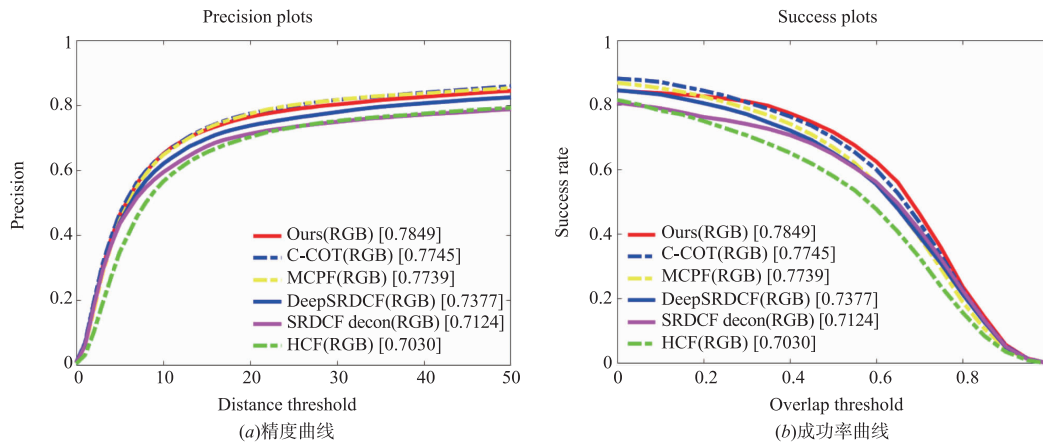 Precision plots
1
0.8
0.6
0.4
0.2
0
0
10
20
30
40
50
Precision
Distance threshold
Ours(RGB) [0.7849]
C-COT(RGB) [0.7745]
MCPF(RGB) [0.7739]
DeepSRDCF(RGB) [0.7377]
SRDCF decon(RGB) [0.7124]
HCF(RGB) [0.7030]
(a)精度曲线
Success plots
1
0.8
0.6
0.4
0.2
0
0
0.2
0.4
0.6
0.8
Success rate
Overlap threshold
Ours(RGB) [0.7849]
C-COT(RGB) [0.7745]
MCPF(RGB) [0.7739]
DeepSRDCF(RGB) [0.7377]
SRDCF decon(RGB) [0.7124]
HCF(RGB) [0.7030]
(b)成功率曲线